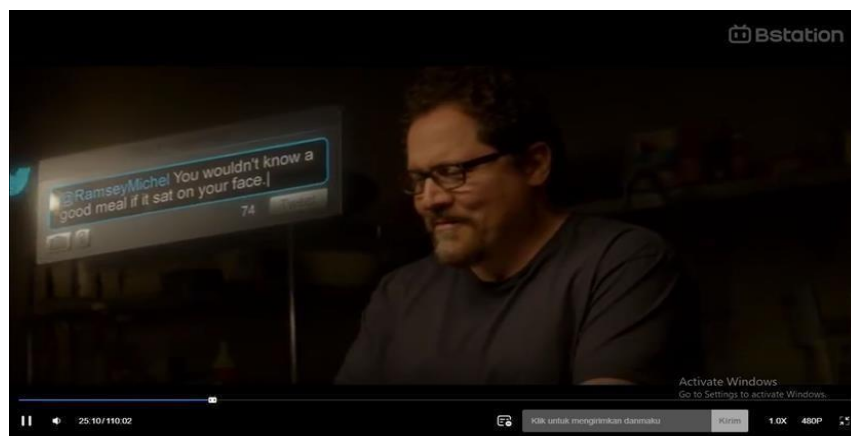 Bstation
@RamseyMichel You wouldn't know a
good meal if it sat on your face.
74 Tweet
Activate Windows
Go to Settings to activate Windows.
25:10/110:02
Klik untuk mengirimkan danmaku
Kirim
1.0X
480P